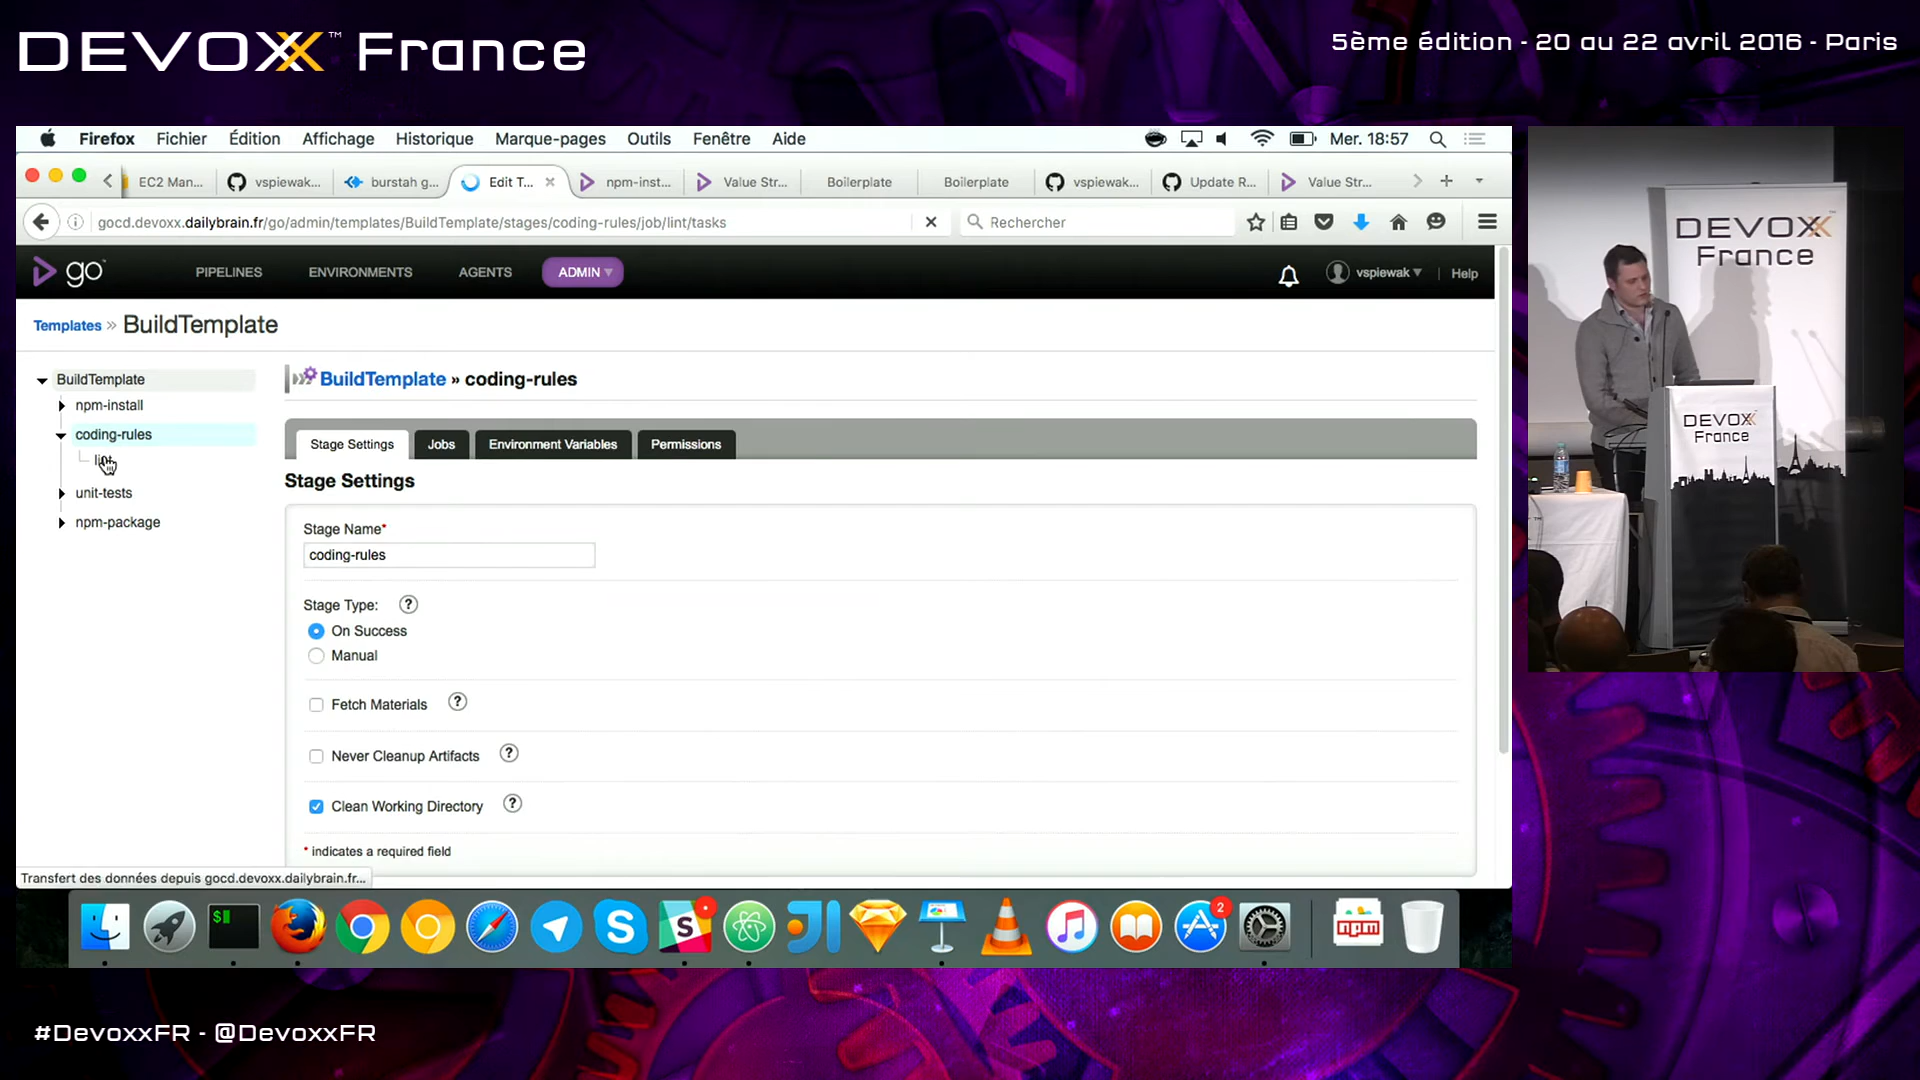 DEVOXX™ France
5ème édition - 20 au 22 avril 2016 - Paris
Firefox Fichier Édition Affichage Historique Marque-pages Outils Fenêtre Aide
Mer. 18:57
EC2 Man...
vspiewak...
burstah g...
Edit T...
npm-inst...
Value Str...
Boilerplate
Boilerplate
vspiewak...
Update R...
Value Str...
gocd.devoxx.dailybrain.fr/go/admin/templates/BuildTemplate/stages/coding-rules/job/lint/tasks
Rechercher
go™
PIPELINES ENVIRONMENTS AGENTS ADMIN
vspiewak
Help
Templates » BuildTemplate
BuildTemplate
npm-install
coding-rules
unit-tests
npm-package
BuildTemplate » coding-rules
Stage Settings Jobs Environment Variables Permissions
Stage Settings
Stage Name*
coding-rules
Stage Type: ?
On Success
Manual
Fetch Materials ?
Never Cleanup Artifacts ?
Clean Working Directory ?
* indicates a required field
Transfert des données depuis gocd.devoxx.dailybrain.fr...
$
2
npm
DEVOXX
France
DEVOXX
France
#DevoxxFR - @DevoxxFR